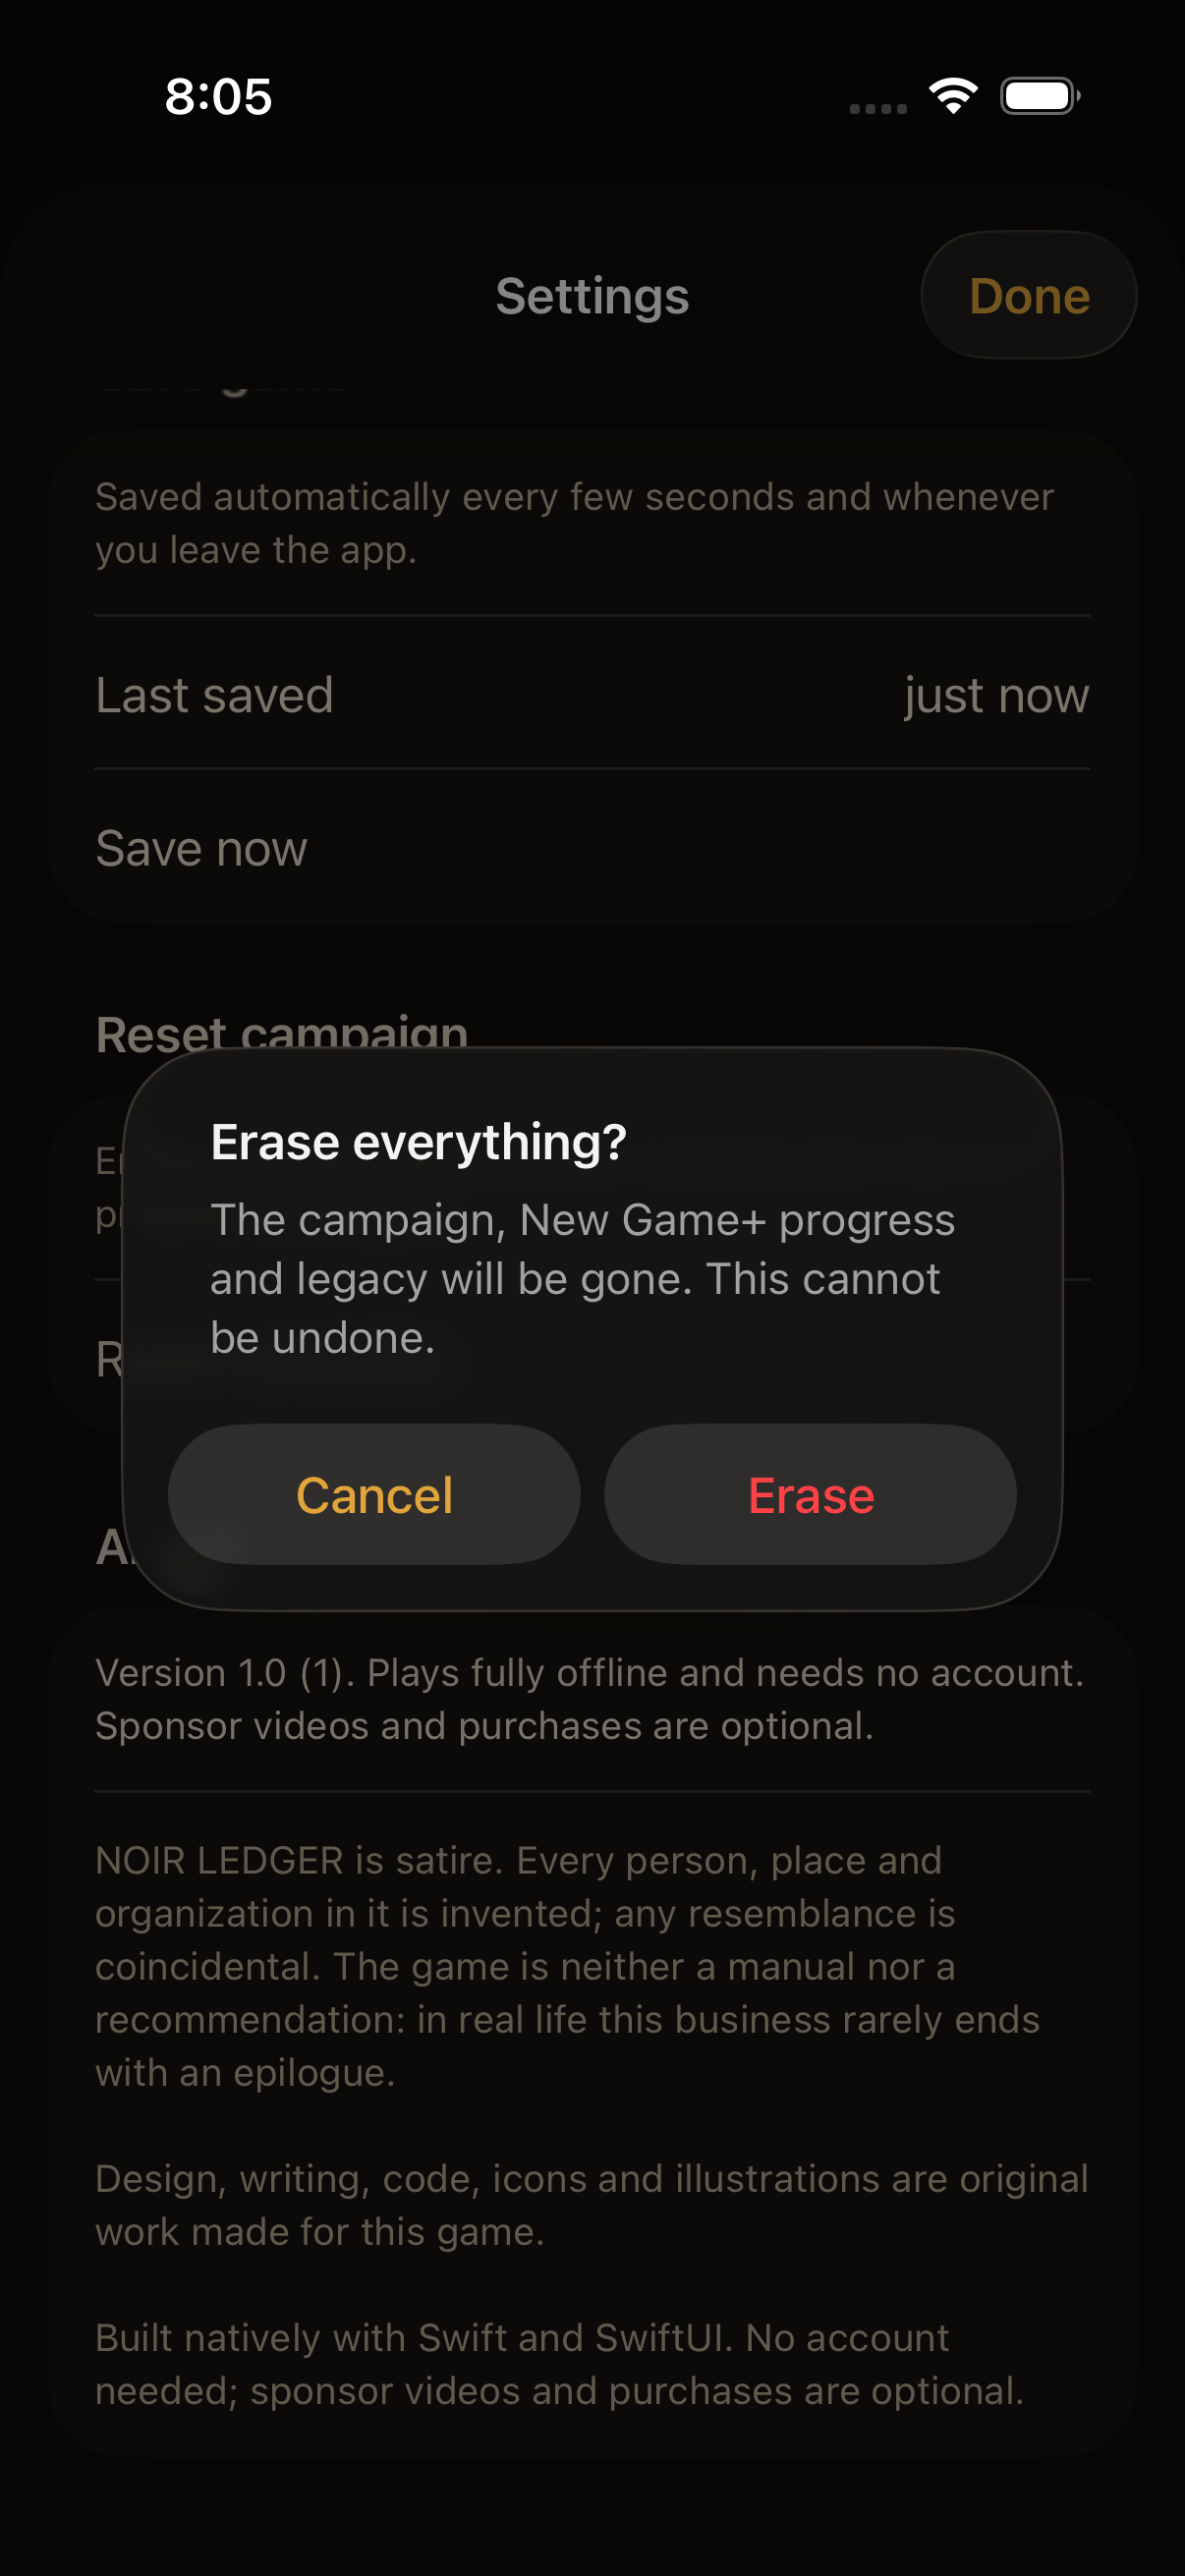 8:05
Settings
Done
Saved automatically every few seconds and whenever
you leave the app.
Last saved
just now
Save now
Reset campaign
Erase everything?
The campaign, New Game+ progress
and legacy will be gone. This cannot
be undone.
Cancel
Erase
Version 1.0 (1). Plays fully offline and needs no account.
Sponsor videos and purchases are optional.
NOIR LEDGER is satire. Every person, place and
organization in it is invented; any resemblance is
coincidental. The game is neither a manual nor a
recommendation: in real life this business rarely ends
with an epilogue.
Design, writing, code, icons and illustrations are original
work made for this game.
Built natively with Swift and SwiftUI. No account
needed; sponsor videos and purchases are optional.